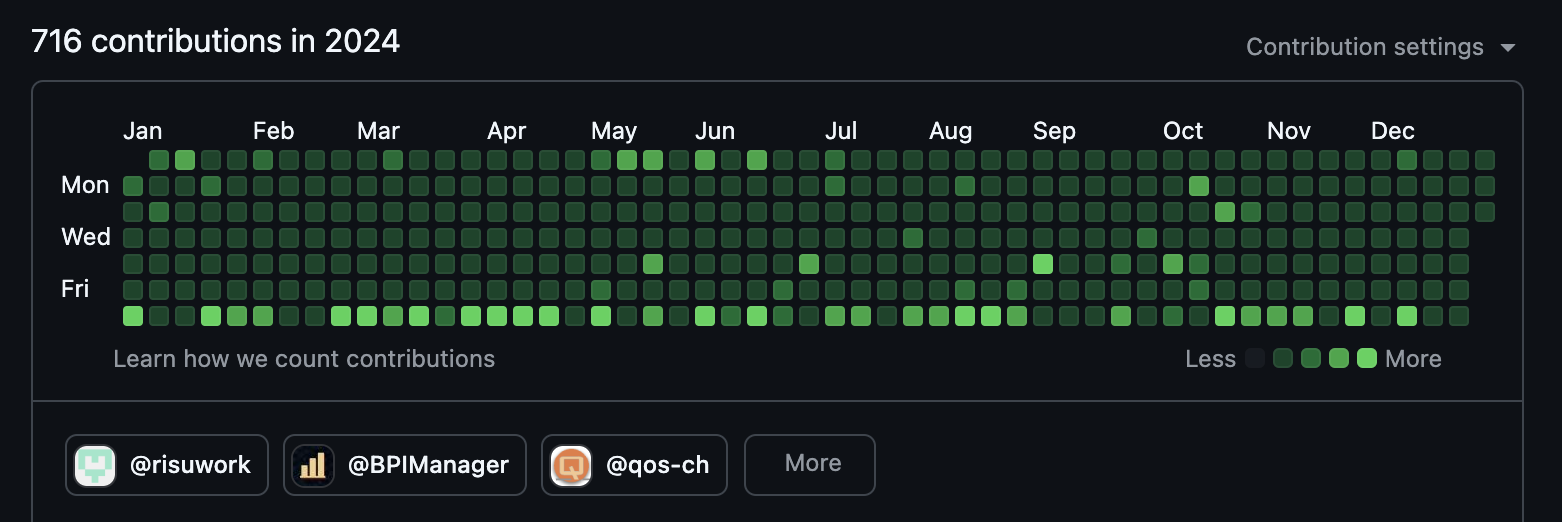 716 contributions in 2024
Contribution settings
Jan Feb Mar Apr May Jun Jul Aug Sep Oct Nov Dec
Mon
Wed
Fri
Learn how we count contributions
Less More
@risuwork @BPIManager @qos-ch More